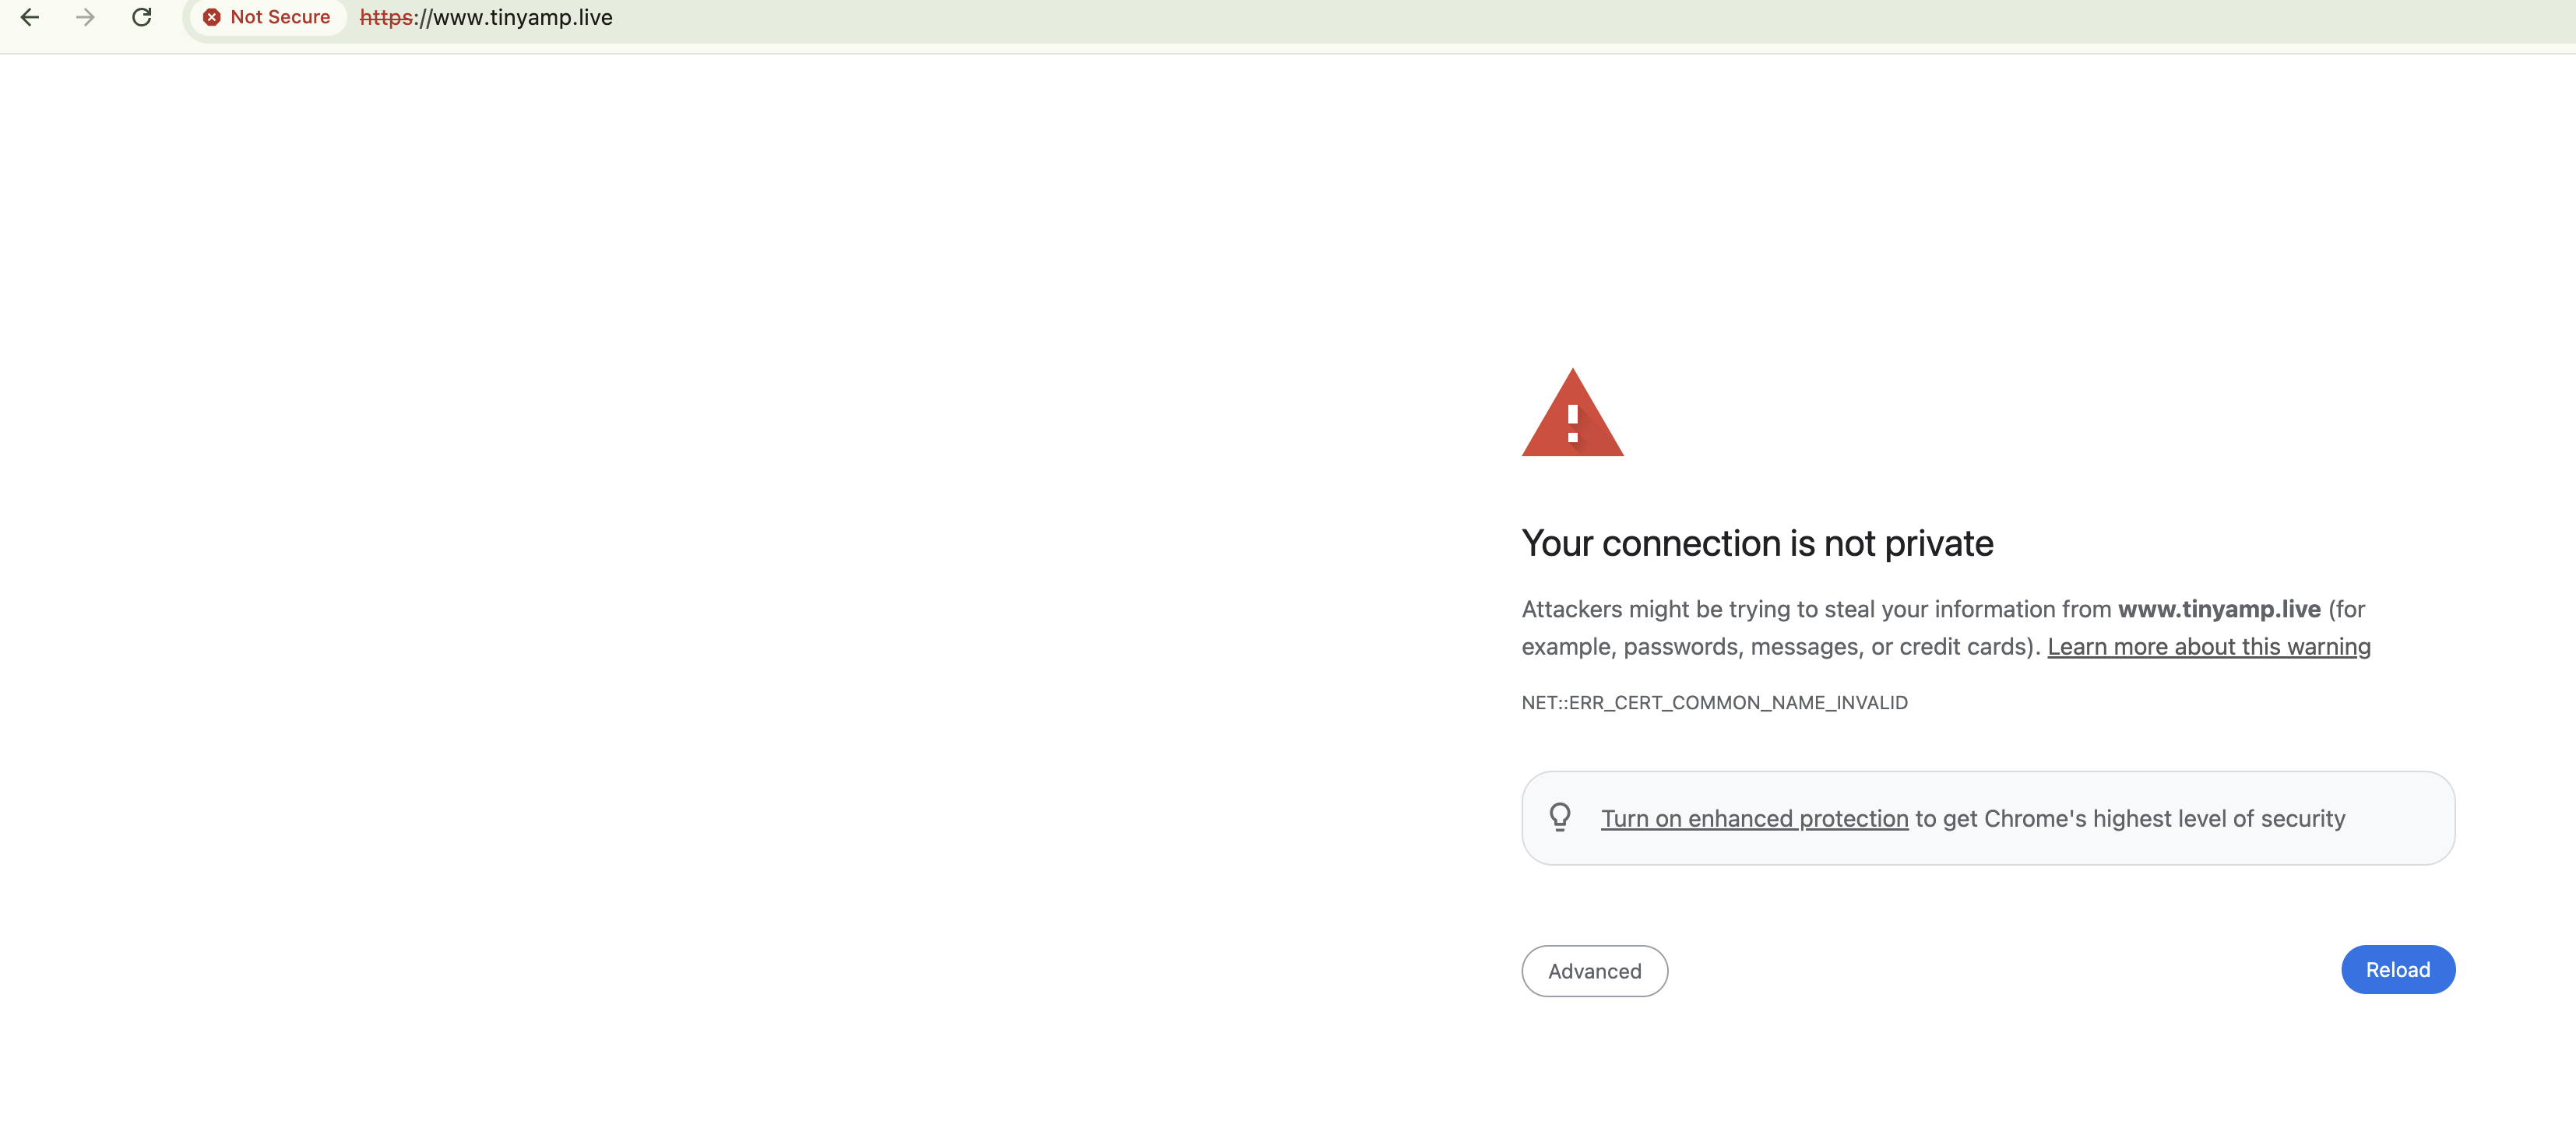 Not Secure https://www.tinyamp.live
Your connection is not private
Attackers might be trying to steal your information from www.tinyamp.live (for
example, passwords, messages, or credit cards). Learn more about this warning
NET::ERR_CERT_COMMON_NAME_INVALID
Turn on enhanced protection to get Chrome's highest level of security
Advanced
Reload